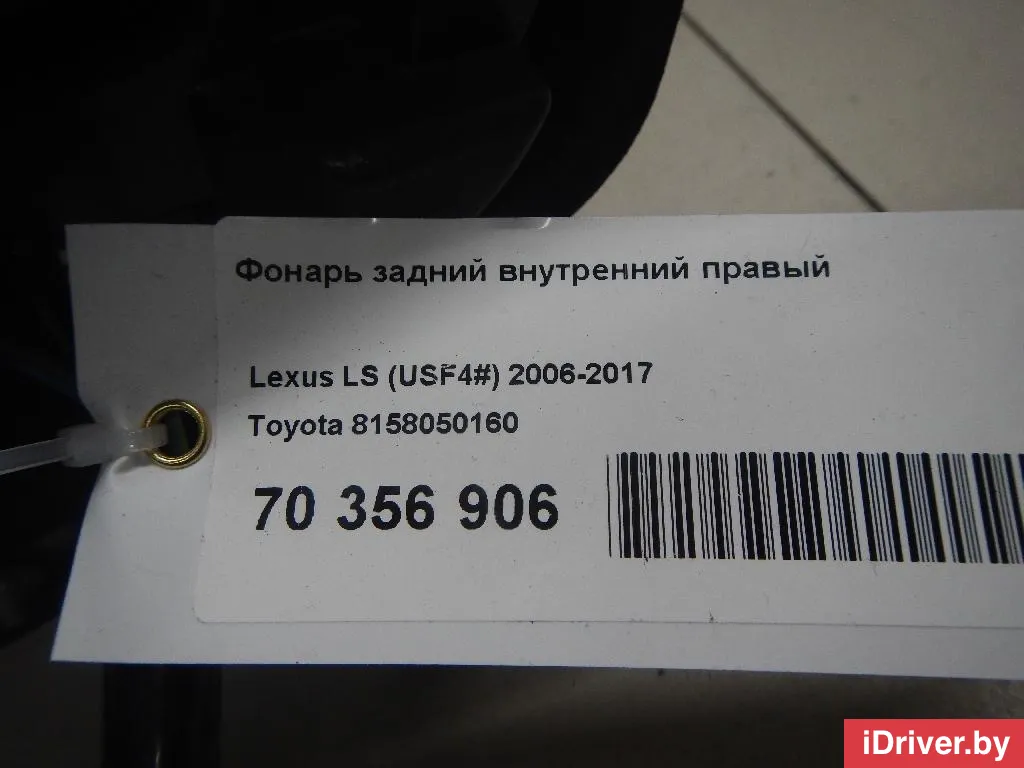 Фонарь задний внутренний правый
Lexus LS (USF4#) 2006-2017
Toyota 8158050160
70 356 906
iDriver.by